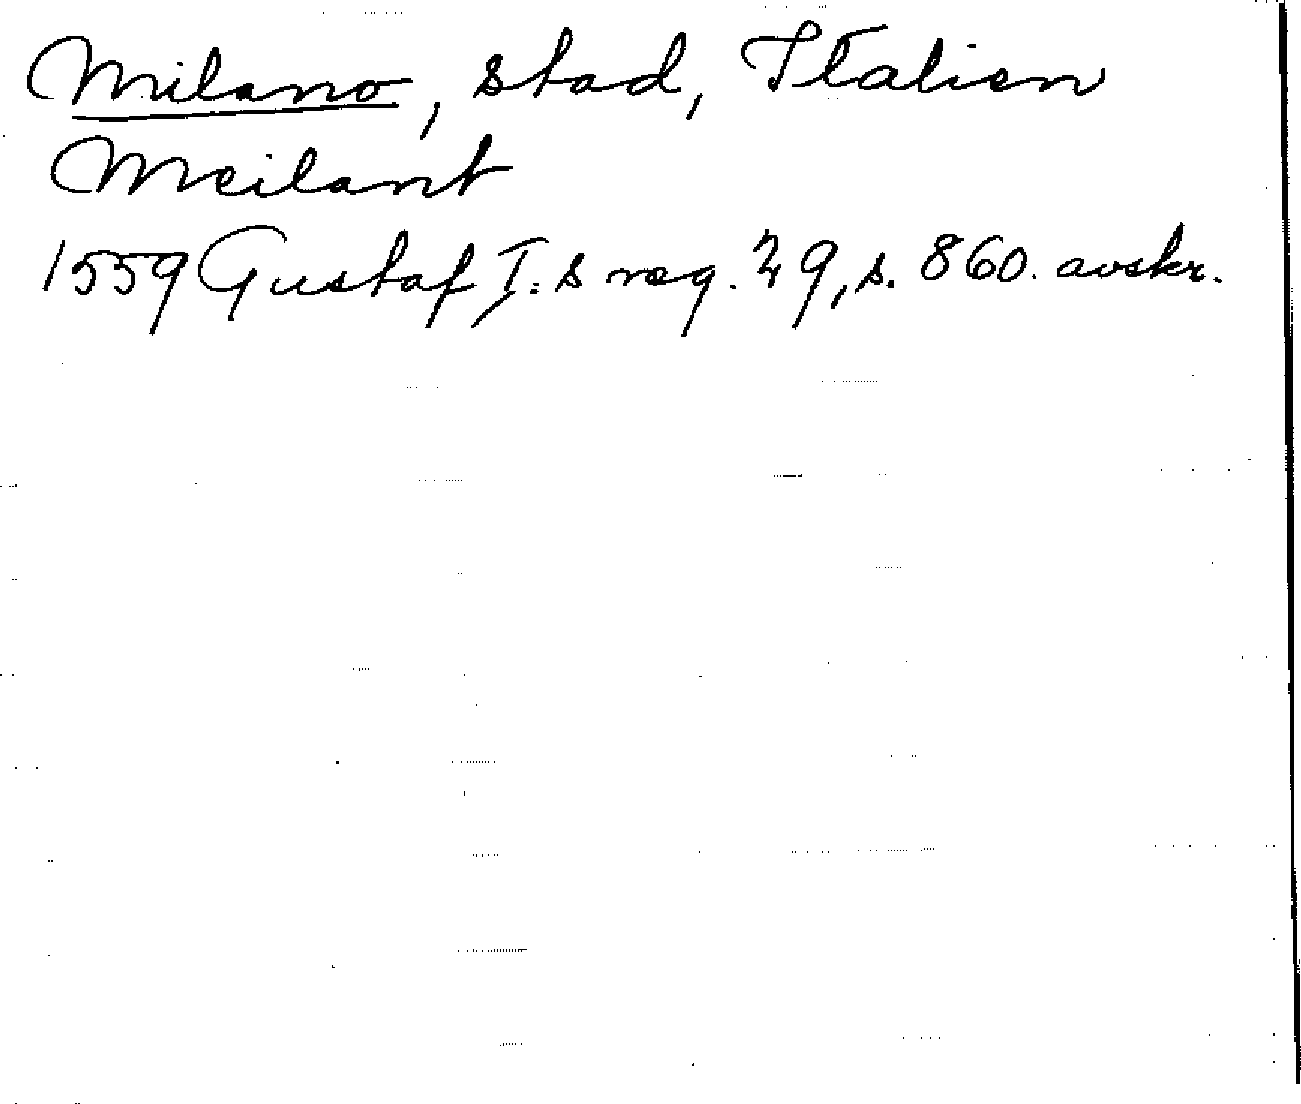 Milano, stad, Italien
Meilant
1559 Gustaf I:s reg. 29, s. 860. avskr.